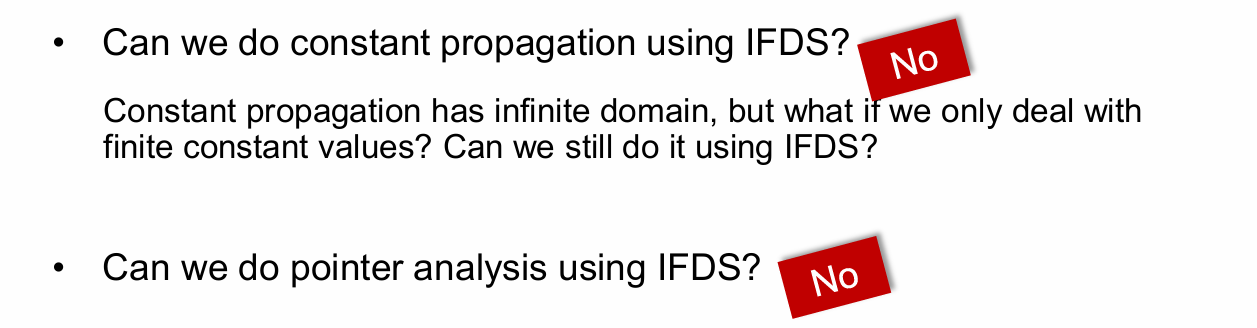 • Can we do constant propagation using IFDS? No
Constant propagation has infinite domain, but what if we only deal with
finite constant values? Can we still do it using IFDS?
• Can we do pointer analysis using IFDS? No